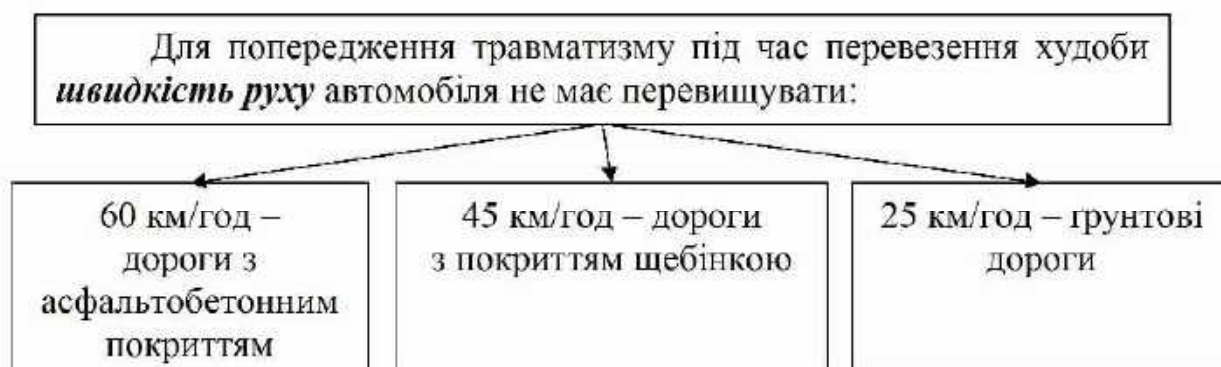 Для попередження травматизму під час перевезення худоби
швидкість руху автомобіля не має перевищувати:
60 км/год –
дороги з
асфальтобетонним
покриттям
45 км/год – дороги
з покриттям щебінкою
25 км/год – ґрунтові
дороги